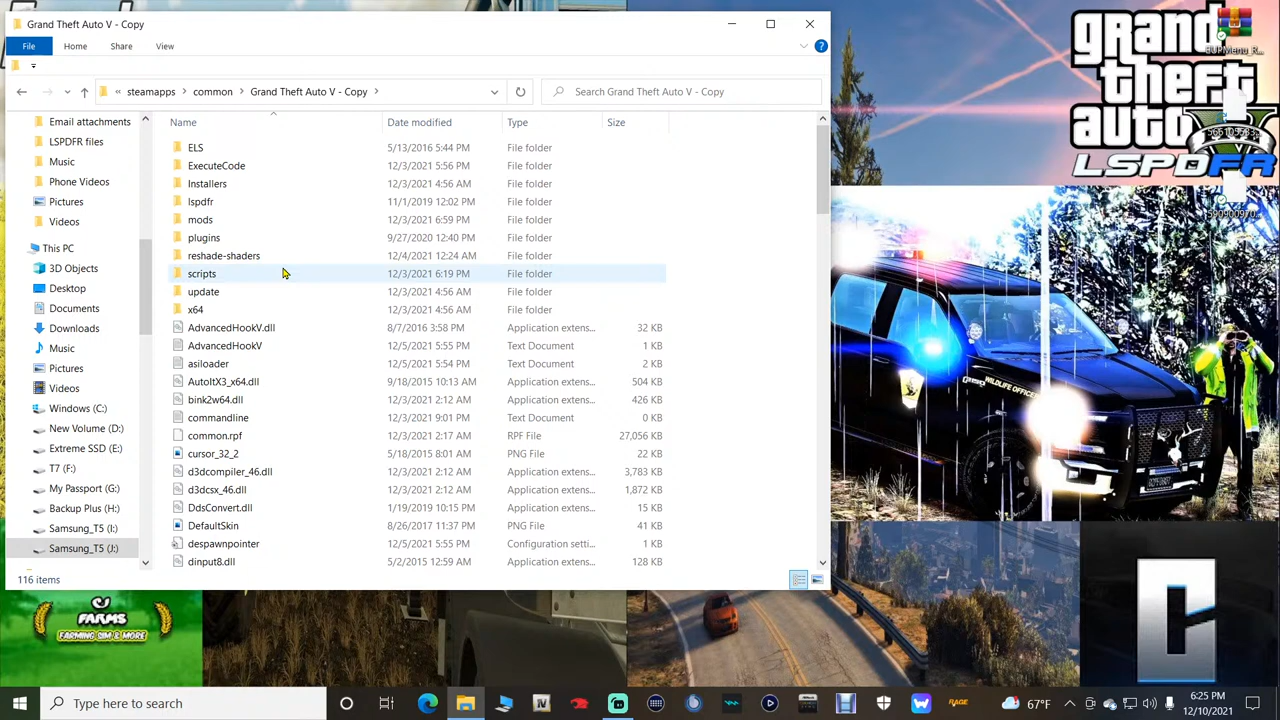 Grand Theft Auto V - Copy
File Home Share View
« steamapps > common > Grand Theft Auto V - Copy >
Search Grand Theft Auto V - Copy
Email attachments
LSPDFR files
Music
Phone Videos
Pictures
Videos
This PC
3D Objects
Desktop
Documents
Downloads
Music
Pictures
Videos
Windows (C:)
New Volume (D:)
Extreme SSD (E:)
T7 (F:)
My Passport (G:)
Backup Plus (H:)
Samsung_T5 (I:)
Samsung_T5 (J:)
Name Date modified Type Size
ELS 5/13/2016 5:44 PM File folder
ExecuteCode 12/3/2021 5:56 PM File folder
Installers 12/3/2021 4:56 AM File folder
lspdfr 11/1/2019 12:02 PM File folder
mods 12/3/2021 6:59 PM File folder
plugins 9/27/2020 12:40 PM File folder
reshade-shaders 12/4/2021 12:24 AM File folder
scripts 12/3/2021 6:19 PM File folder
update 12/3/2021 4:56 AM File folder
x64 12/3/2021 4:56 AM File folder
AdvancedHookV.dll 8/7/2016 3:58 PM Application extens... 32 KB
AdvancedHookV 12/5/2021 5:55 PM Text Document 1 KB
asiloader 12/5/2021 5:54 PM Text Document 2 KB
AutoItX3_x64.dll 9/18/2015 10:13 AM Application extens... 504 KB
bink2w64.dll 12/3/2021 2:12 AM Application extens... 426 KB
commandline 12/3/2021 9:01 PM Text Document 0 KB
common.rpf 12/3/2021 2:17 AM RPF File 27,056 KB
cursor_32_2 5/18/2015 8:01 AM PNG File 22 KB
d3dcompiler_46.dll 12/3/2021 2:12 AM Application extens... 3,783 KB
d3dcsx_46.dll 12/3/2021 2:12 AM Application extens... 1,872 KB
DdsConvert.dll 1/19/2019 10:15 PM Application extens... 15 KB
DefaultSkin 8/26/2017 11:37 PM PNG File 41 KB
despawnpointer 12/5/2021 5:55 PM Configuration setti... 1 KB
dinput8.dll 5/2/2015 12:59 AM Application extens... 128 KB
116 items
grand
theft
auto
V
LSPDFR
EUPMenu_R...
WILDLIFE OFFICER
FARMS
FARMING SIM & MORE
C
Type here to search
RAGE
67°F
6:25 PM
12/10/2021